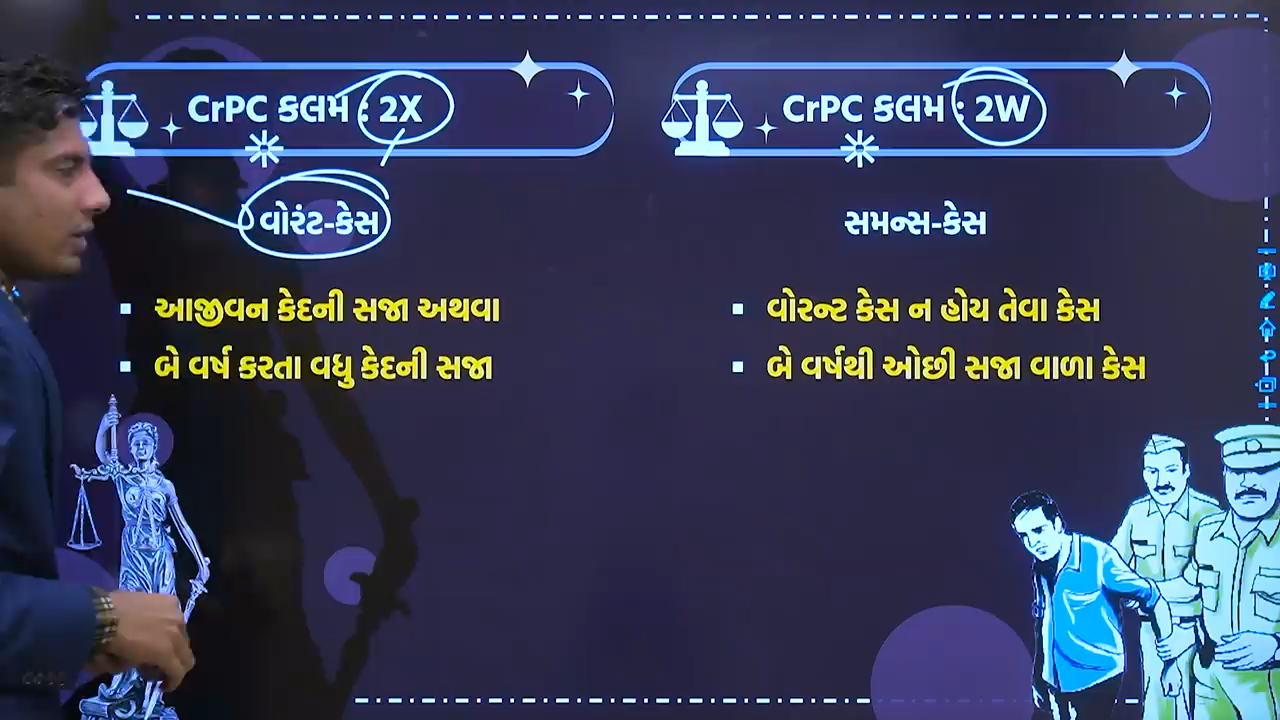 CrPC કલમ : 2X
વોરંટ-કેસ
▪ આજીવન કેદની સજા અથવા
▪ બે વર્ષ કરતા વધુ કેદની સજા
CrPC કલમ : 2W
સમન્સ-કેસ
▪ વોરન્ટ કેસ ન હોય તેવા કેસ
▪ બે વર્ષથી ઓછી સજા વાળા કેસ